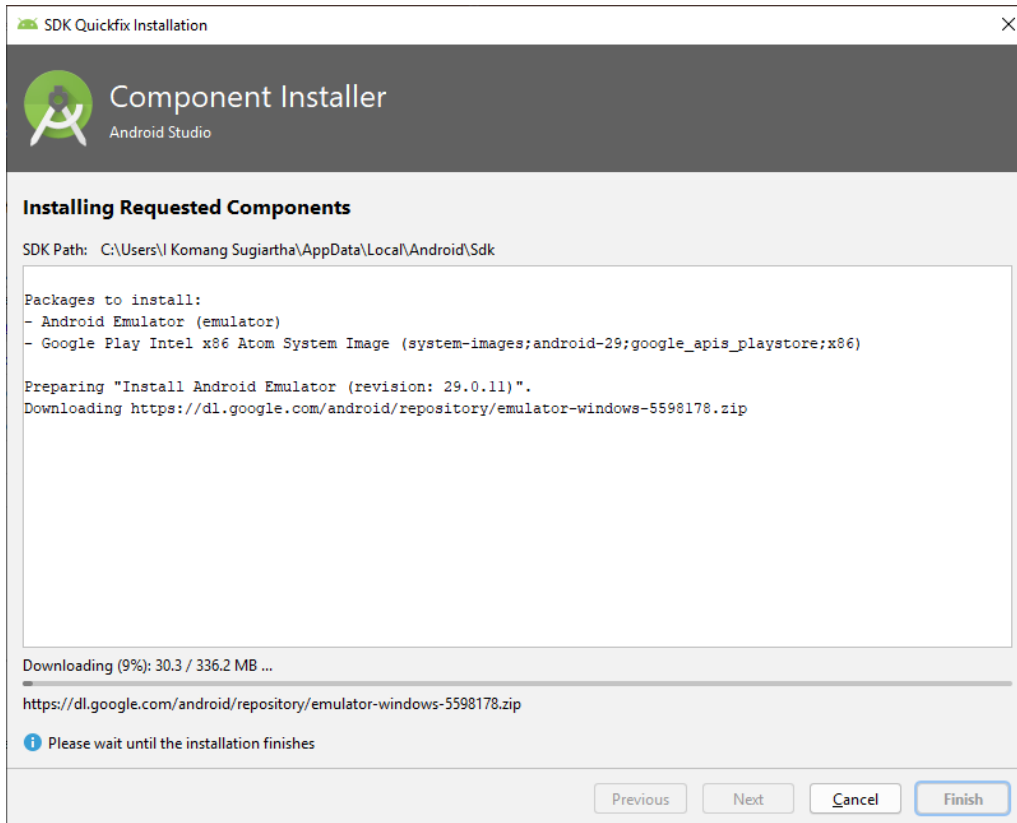 SDK Quickfix Installation
Component Installer
Android Studio
Installing Requested Components
SDK Path: C:\Users\I Komang Sugiartha\AppData\Local\Android\Sdk
Packages to install:
- Android Emulator (emulator)
- Google Play Intel x86 Atom System Image (system-images;android-29;google_apis_playstore;x86)
Preparing "Install Android Emulator (revision: 29.0.11)".
Downloading https://dl.google.com/android/repository/emulator-windows-5598178.zip
Downloading (9%): 30.3 / 336.2 MB ...
https://dl.google.com/android/repository/emulator-windows-5598178.zip
Please wait until the installation finishes
Previous Next Cancel Finish